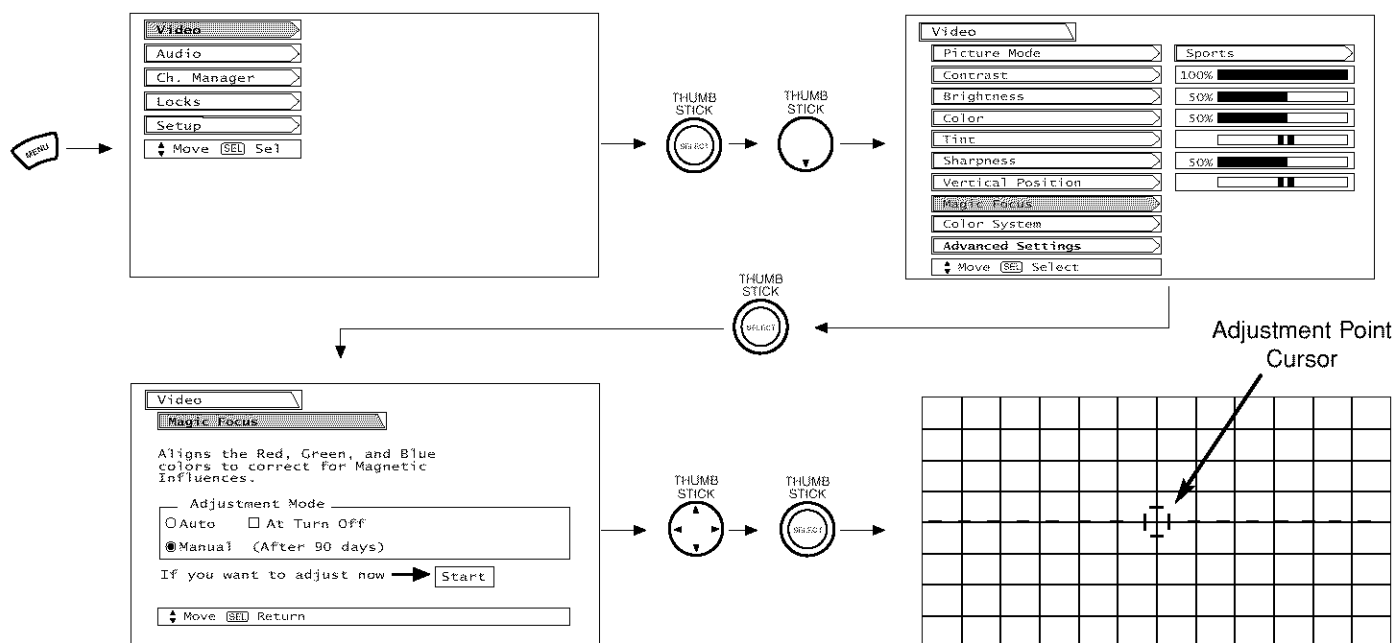 MENU
Video
Audio
Ch. Manager
Locks
Setup
Move SEL Sel
THUMB
STICK
SELECT
THUMB
STICK
Video
Picture Mode
Sports
Contrast
100%
Brightness
50%
Color
50%
Tint
Sharpness
50%
Vertical Position
Magic Focus
Color System
Advanced Settings
Move SEL Select
THUMB
STICK
SELECT
Video
Magic Focus
Aligns the Red, Green, and Blue
colors to correct for Magnetic
Influences.
Adjustment Mode
Auto At Turn Off
Manual (After 90 days)
If you want to adjust now Start
Move SEL Return
THUMB
STICK
THUMB
STICK
SELECT
Adjustment Point
Cursor